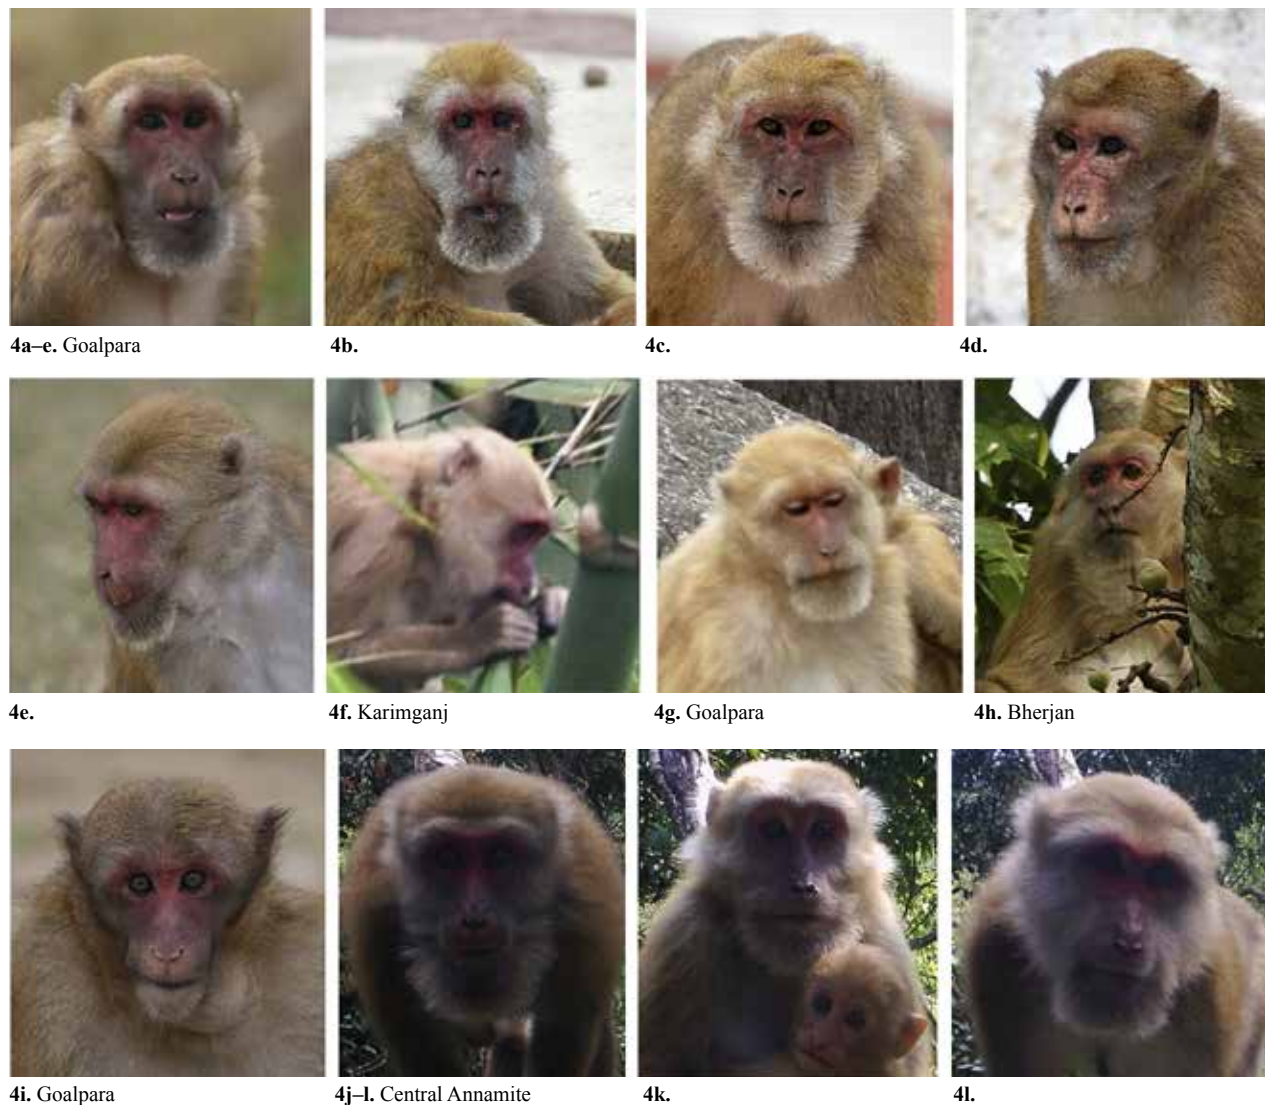 4a–e. Goalpara 4b. 4c. 4d.
4e. 4f. Karimganj 4g. Goalpara 4h. Bherjan
4i. Goalpara 4j–l. Central Annamite 4k. 4l.